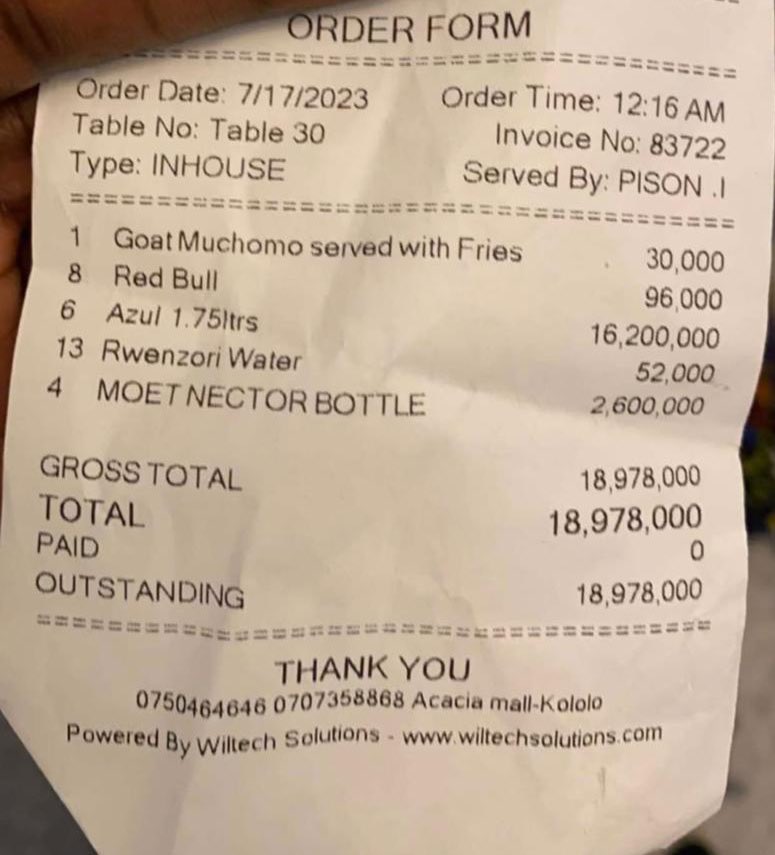 ORDER FORM
Order Date: 7/17/2023 Order Time: 12:16 AM
Table No: Table 30 Invoice No: 83722
Type: INHOUSE Served By: PISON .I
1 Goat Muchomo served with Fries 30,000
8 Red Bull 96,000
6 Azul 1.75ltrs 16,200,000
13 Rwenzori Water 52,000
4 MOET NECTOR BOTTLE 2,600,000
GROSS TOTAL 18,978,000
TOTAL 18,978,000
PAID 0
OUTSTANDING 18,978,000
THANK YOU
0750464646 0707358868 Acacia mall-Kololo
Powered By Wiltech Solutions - www.wiltechsolutions.com